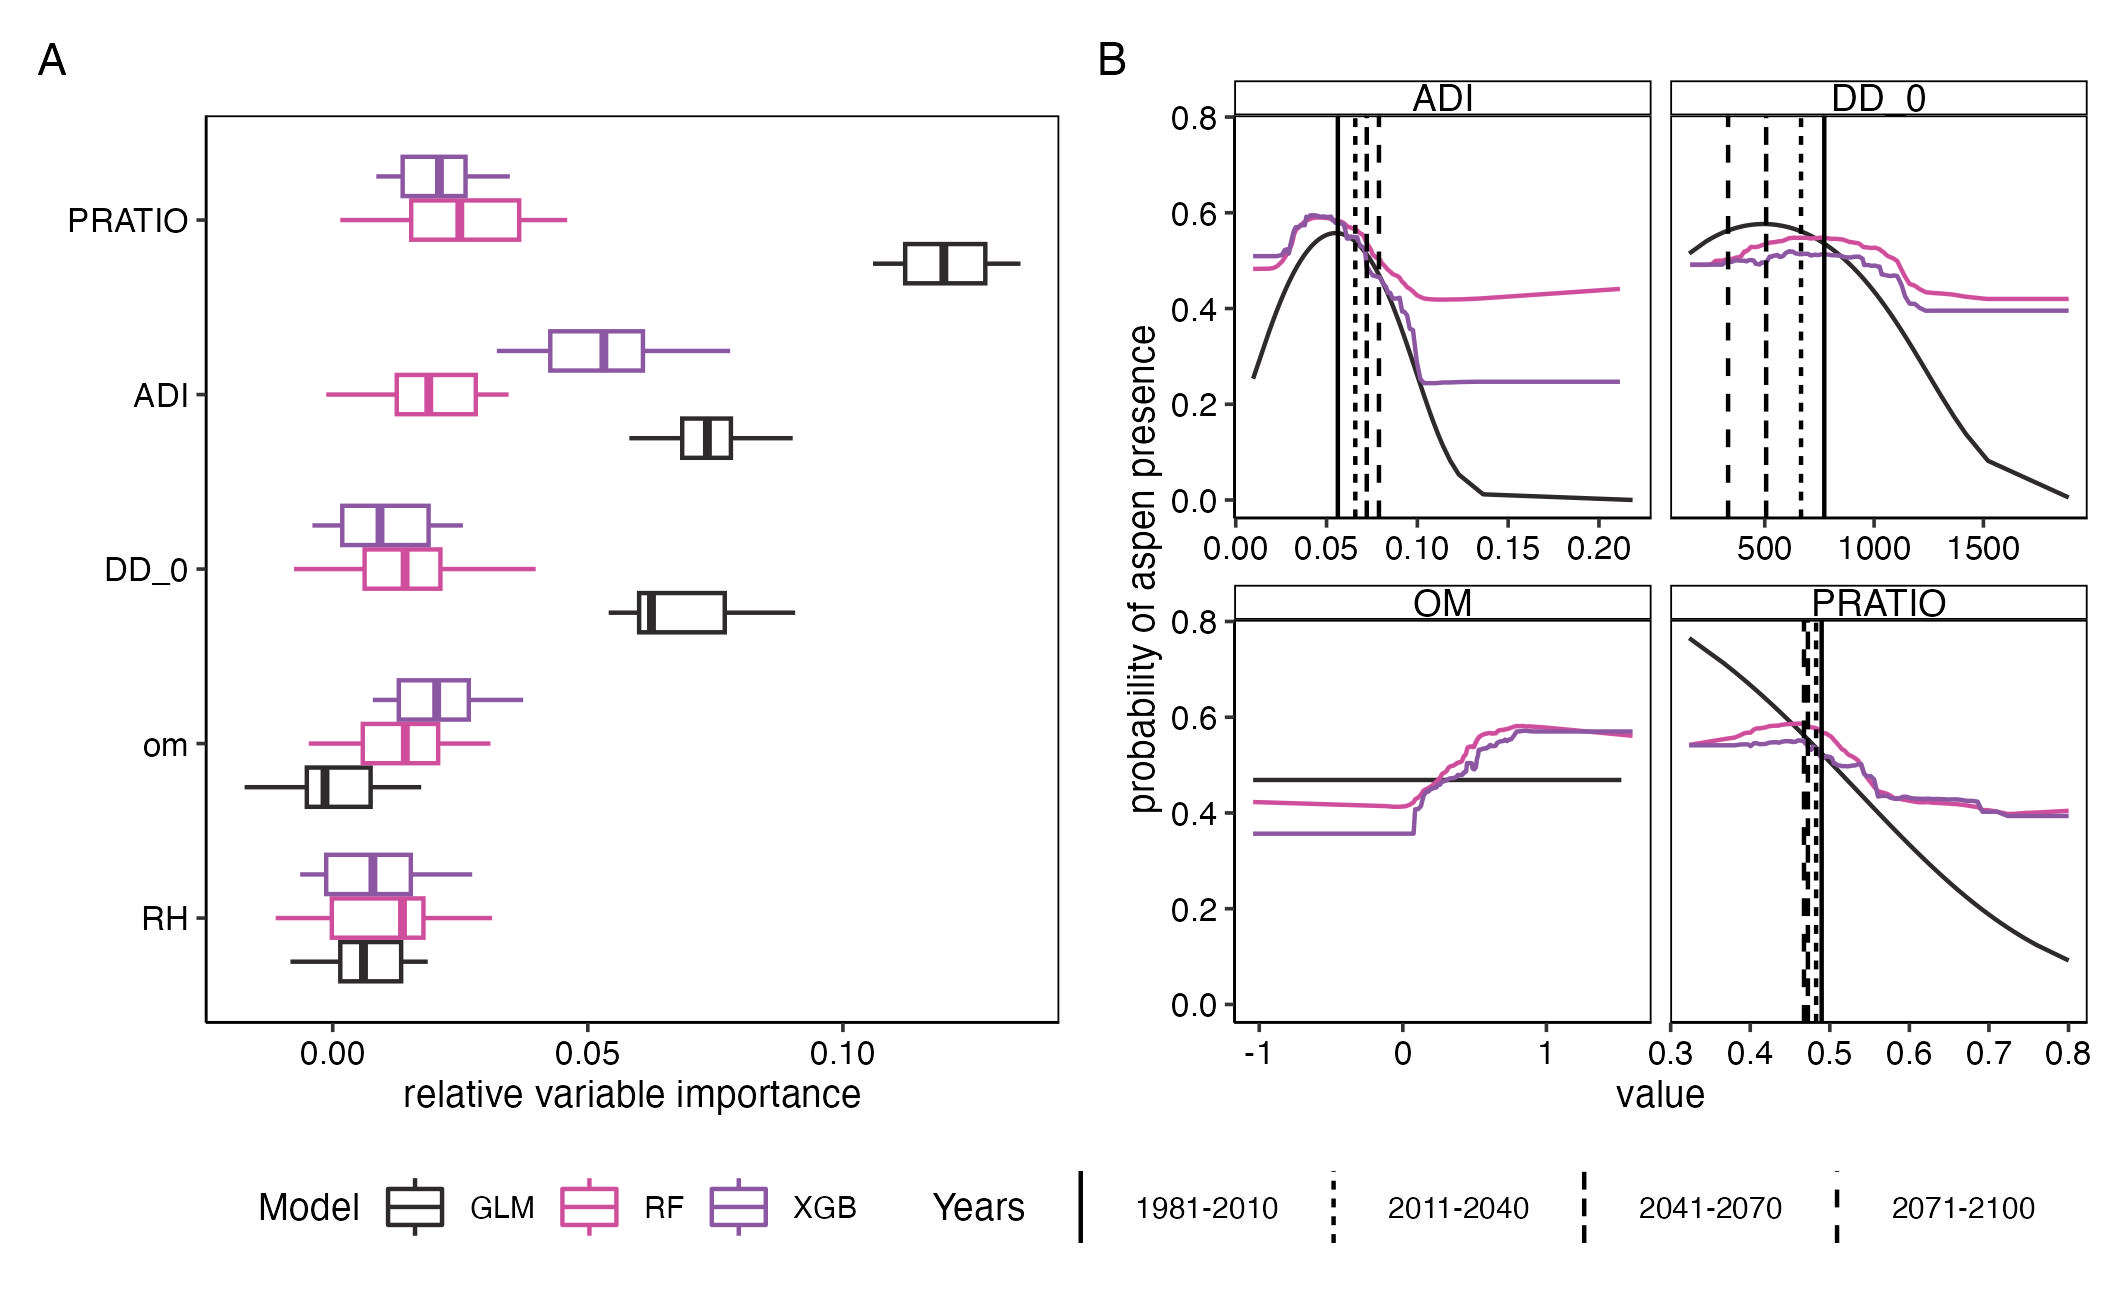 A
PRATIO
ADI
DD_0
om
RH
0.00 0.05 0.10
relative variable importance
B
probability of aspen presence
ADI DD_0
0.8
0.6
0.4
0.2
0.0
0.00 0.05 0.10 0.15 0.20 500 1000 1500
OM PRATIO
0.8
0.6
0.4
0.2
0.0
-1 0 1 0.3 0.4 0.5 0.6 0.7 0.8
value
Model GLM RF XGB Years 1981-2010 2011-2040 2041-2070 2071-2100